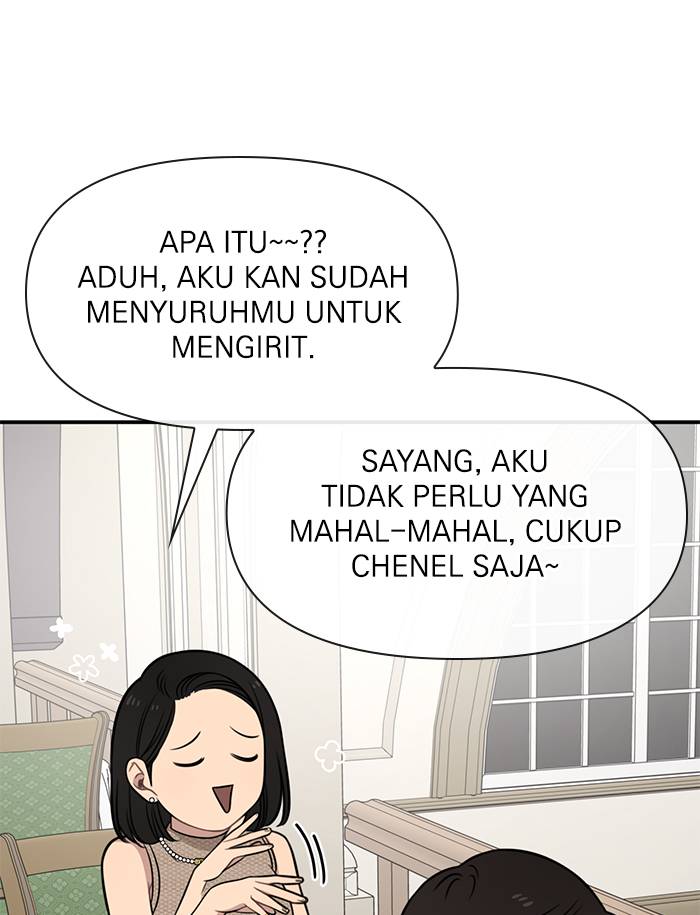 APA ITU~~??
ADUH, AKU KAN SUDAH
MENYURUHMU UNTUK
MENGIRIT.
SAYANG, AKU
TIDAK PERLU YANG
MAHAL-MAHAL, CUKUP
CHENEL SAJA~